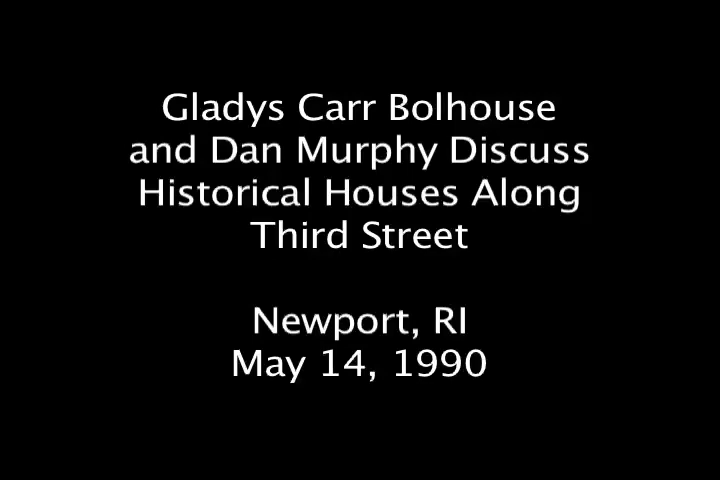 Gladys Carr Bolhouse
and Dan Murphy Discuss
Historical Houses Along
Third Street
Newport, RI
May 14, 1990